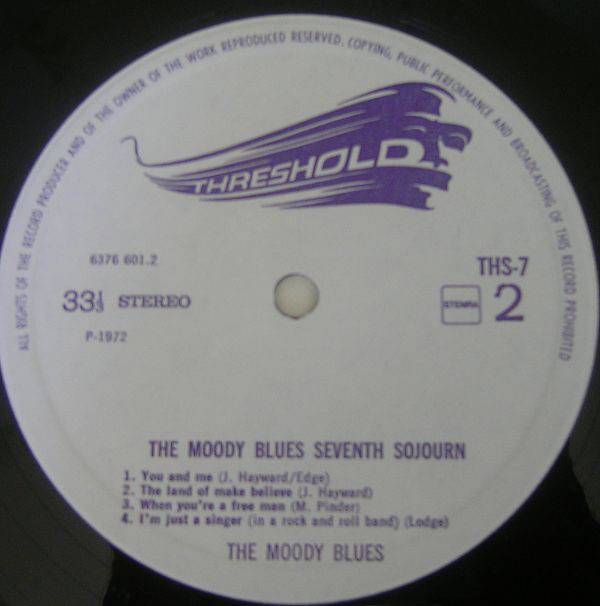 ALL RIGHTS OF THE RECORD PRODUCER AND OF THE OWNER OF THE WORK REPRODUCED RESERVED. COPYING, PUBLIC PERFORMANCE AND BROADCASTING OF THIS RECORD PROHIBITED
THRESHOLD
6376 601.2
THS-7
33⅓ STEREO
STEMRA
2
P-1972
THE MOODY BLUES SEVENTH SOJOURN
1. You and me (J. Hayward/Edge)
2. The land of make believe (J. Hayward)
3. When you're a free man (M. Pinder)
4. I'm just a singer (in a rock and roll band) (Lodge)
THE MOODY BLUES